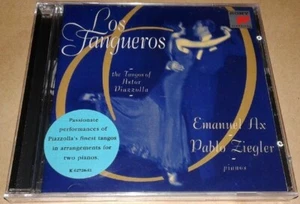 Los
Tangueros
the Tangos of
Astor
Piazzolla
Emanuel Ax
Pablo Ziegler
pianos
Passionate
performances of
Piazzolla's finest tangos
in arrangements for
two pianos.